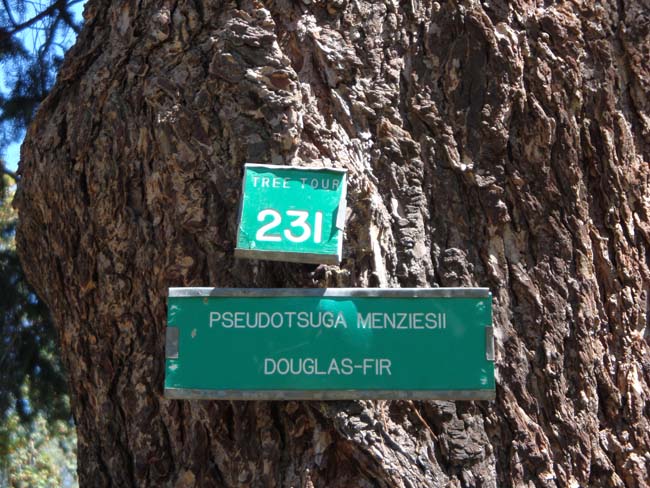 TREE TOUR
231
PSEUDOTSUGA MENZIESII
DOUGLAS-FIR